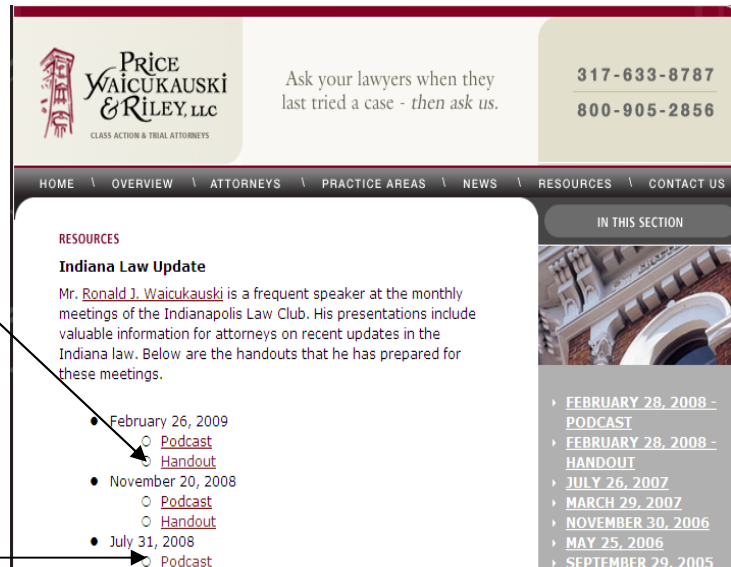 PRICE
WAICUKAUSKI
& RILEY, LLC
CLASS ACTION & TRIAL ATTORNEYS
Ask your lawyers when they
last tried a case - then ask us.
317-633-8787
800-905-2856
HOME \ OVERVIEW \ ATTORNEYS \ PRACTICE AREAS \ NEWS \ RESOURCES \ CONTACT US
RESOURCES
Indiana Law Update
Mr. Ronald J. Waicukauski is a frequent speaker at the monthly
meetings of the Indianapolis Law Club. His presentations include
valuable information for attorneys on recent updates in the
Indiana law. Below are the handouts that he has prepared for
these meetings.
• February 26, 2009
○ Podcast
○ Handout
• November 20, 2008
○ Podcast
○ Handout
• July 31, 2008
○ Podcast
IN THIS SECTION
FEBRUARY 28, 2008 -
PODCAST
FEBRUARY 28, 2008 -
HANDOUT
JULY 26, 2007
MARCH 29, 2007
NOVEMBER 30, 2006
MAY 25, 2006
SEPTEMBER 29, 2005